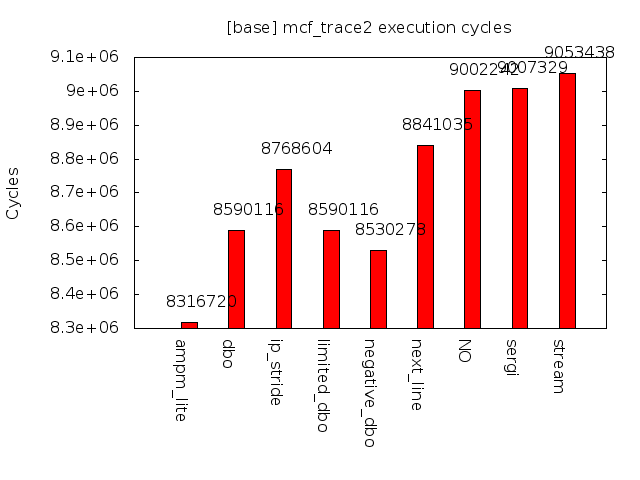 [base] mcf_trace2 execution cycles
Cycles
9.1e+06
9e+06
8.9e+06
8.8e+06
8.7e+06
8.6e+06
8.5e+06
8.4e+06
8.3e+06
8316720
8590116
8768604
8590116
8530278
8841035
9002242
9007329
9053438
ampm_lite
dbo
ip_stride
limited_dbo
negative_dbo
next_line
NO
sergi
stream